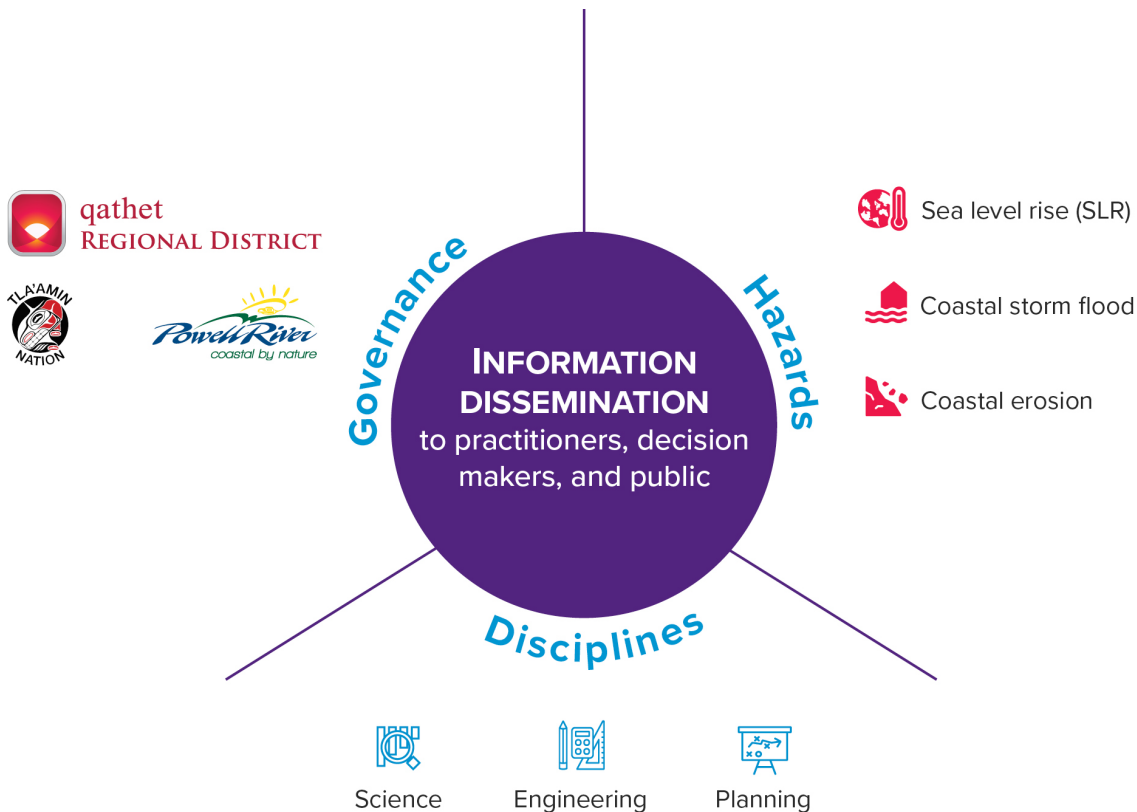 qathet
REGIONAL DISTRICT
TLA'AMIN
NATION
Powell River
coastal by nature
Governance
Hazards
Disciplines
INFORMATION
DISSEMINATION
to practitioners, decision
makers, and public
Sea level rise (SLR)
Coastal storm flood
Coastal erosion
Science
Engineering
Planning